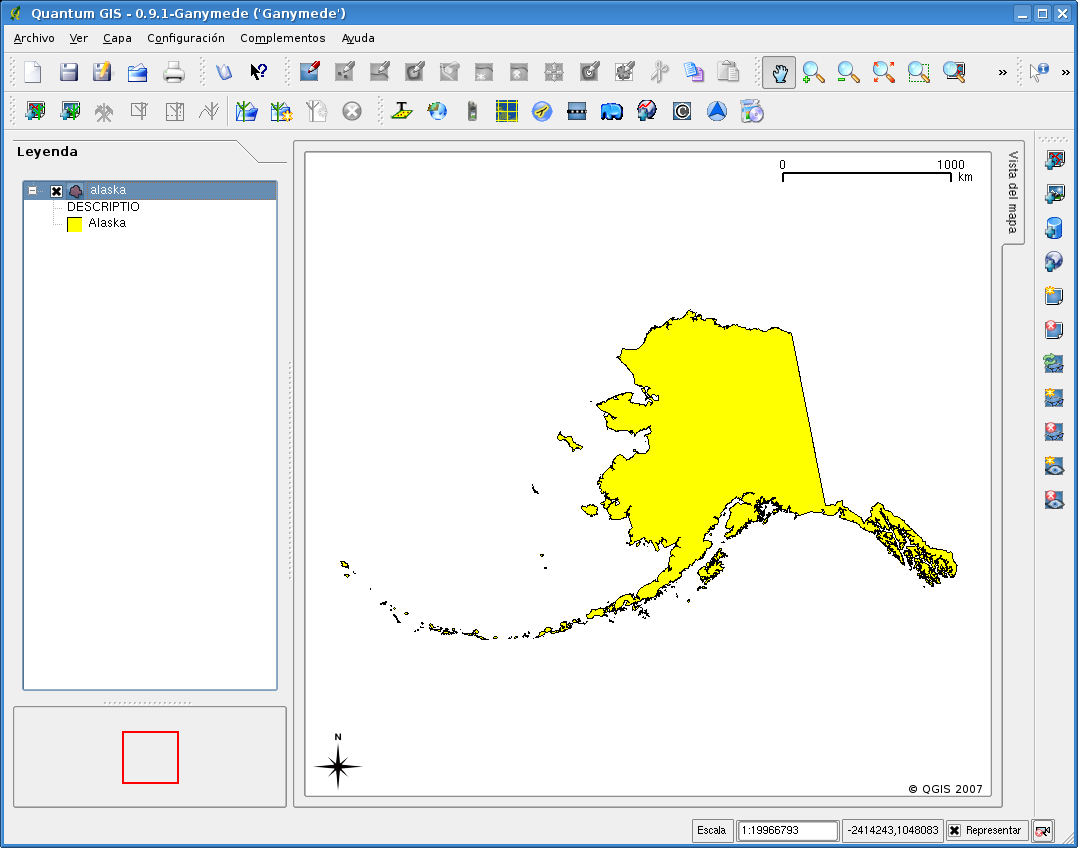 Quantum GIS - 0.9.1-Ganymede ('Ganymede')
Archivo Ver Capa Configuración Complementos Ayuda
Leyenda
alaska
DESCRIPTIO
Alaska
0 1000
km
Vista del mapa
N
© QGIS 2007
Escala 1:19966793 -2414243,1048083 Representar